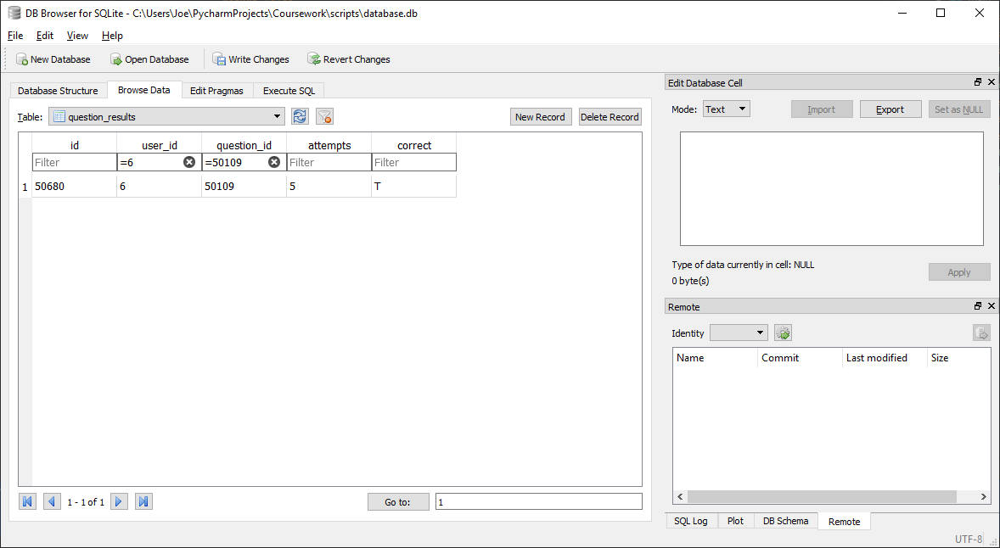 DB Browser for SQLite - C:\Users\Joe\PycharmProjects\Coursework\scripts\database.db
File Edit View Help
New Database Open Database Write Changes Revert Changes
Database Structure Browse Data Edit Pragmas Execute SQL
Table: question_results New Record Delete Record
id user_id question_id attempts correct
Filter =6 =50109 Filter Filter
1 50680 6 50109 5 T
1 - 1 of 1 Go to: 1
Edit Database Cell
Mode: Text Import Export Set as NULL
Type of data currently in cell: NULL
0 byte(s)
Apply
Remote
Identity
Name Commit Last modified Size
SQL Log Plot DB Schema Remote
UTF-8